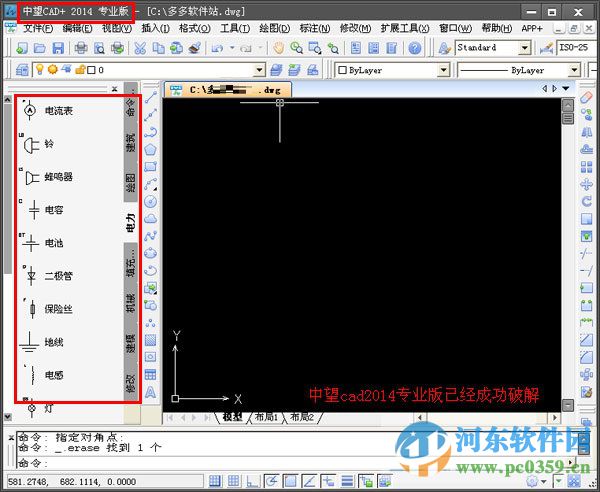 中望CAD+ 2014 专业版 - [C:\多多软件站.dwg]
文件(F) 编辑(E) 视图(V) 插入(I) 格式(O) 工具(T) 绘图(D) 标注(N) 修改(M) 扩展工具(X) 窗口(W) 帮助(H) APP+
Standard ISO-25
0 ByLayer ByLayer
C:\多 .dwg
命令
建筑
绘图
电力
填充...
机械
建模
修改
电流表
铃
蜂鸣器
电容
电池
二极管
保险丝
地线
电感
灯
Y
X
中望cad2014专业版已经成功破解
模型 布局1 布局2
命令: 指定对角点:
命令: _.erase 找到 1 个
命令:
581.2748, 682.1114, 0.0000
河东软件园
www.pc0359.cn